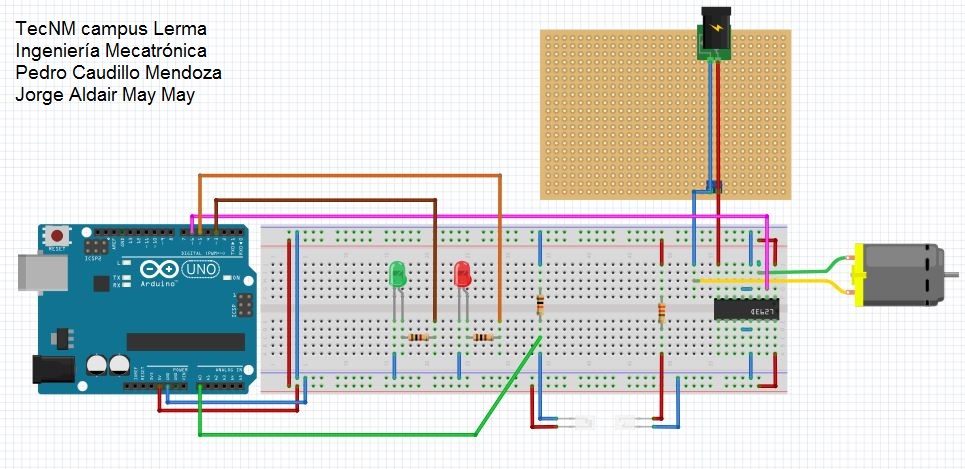 TecNM campus Lerma
Ingeniería Mecatrónica
Pedro Caudillo Mendoza
Jorge Aldair May May
RESET
ICSP2
DIGITAL (PWM~)
L
TX
RX
UNO
ON
Arduino
ICSP
POWER
ANALOG IN